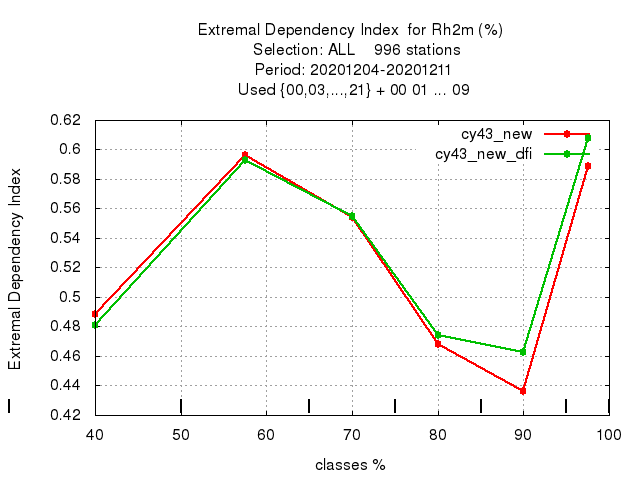 Extremal Dependency Index for Rh2m (%)
Selection: ALL 996 stations
Period: 20201204-20201211
Used {00,03,...,21} + 00 01 ... 09
0.62
0.6
0.58
0.56
0.54
0.52
0.5
0.48
0.46
0.44
0.42
Extremal Dependency Index
cy43_new
cy43_new_dfi
40 50 60 70 80 90 100
classes %